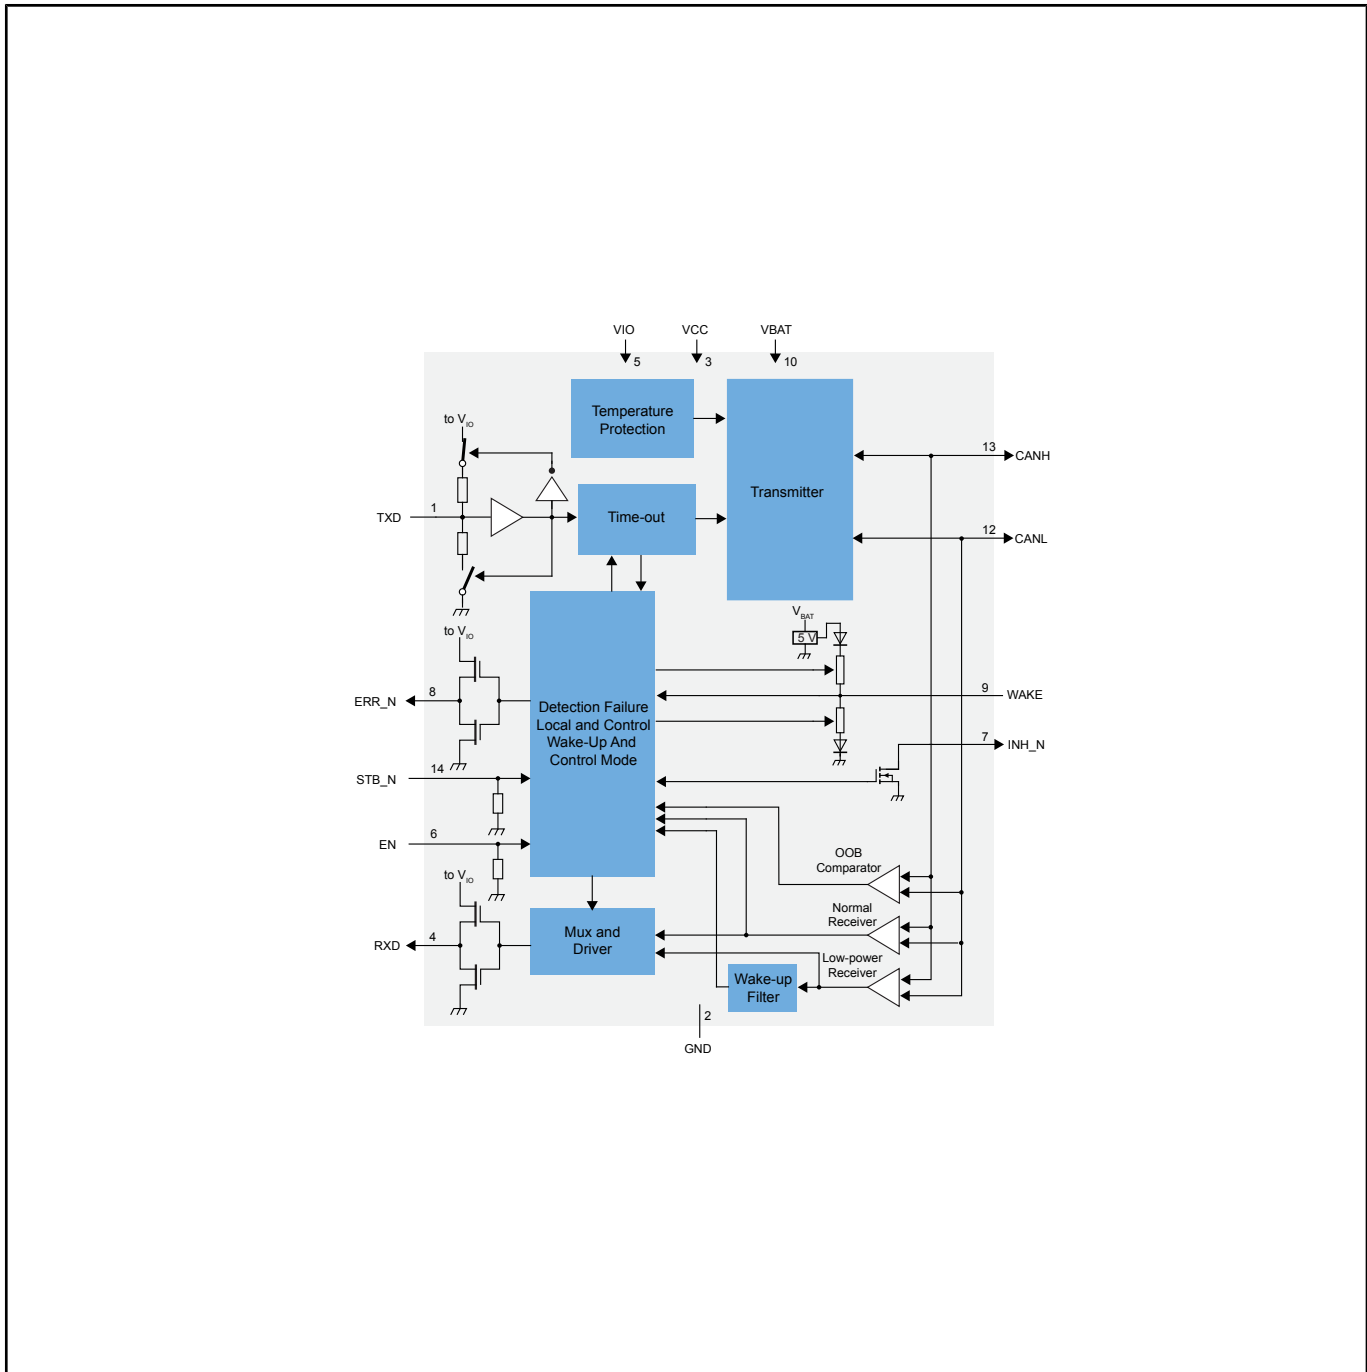 VIO
VCC
VBAT
5
3
10
Temperature
Protection
to VIO
Transmitter
13
CANH
1
TXD
Time-out
12
CANL
VBAT
5 V
to VIO
8
ERR_N
9
WAKE
Detection Failure
Local and Control
Wake-Up And
Control Mode
7
INH_N
14
STB_N
6
EN
OOB
Comparator
to VIO
Normal
Receiver
4
RXD
Mux and
Driver
Low-power
Receiver
Wake-up
Filter
2
GND